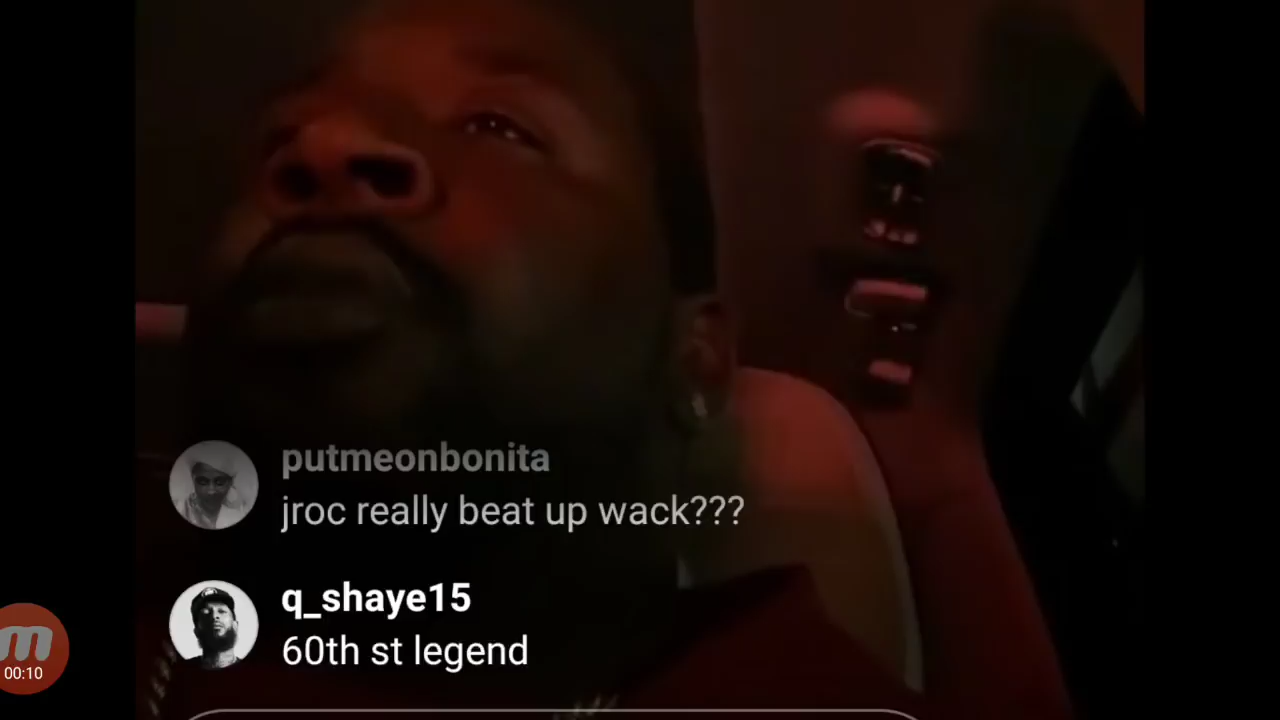 putmeonbonita
jroc really beat up wack???
q_shaye15
60th st legend
m
00:10